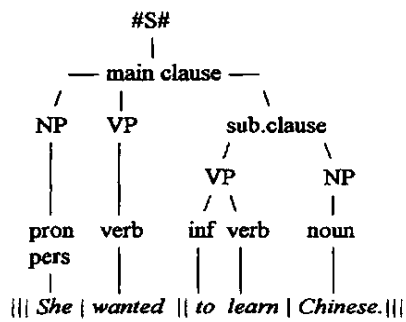 #S#
main clause
NP VP sub.clause
VP NP
pron verb inf verb noun
pers
||| She | wanted || to learn | Chinese. |||